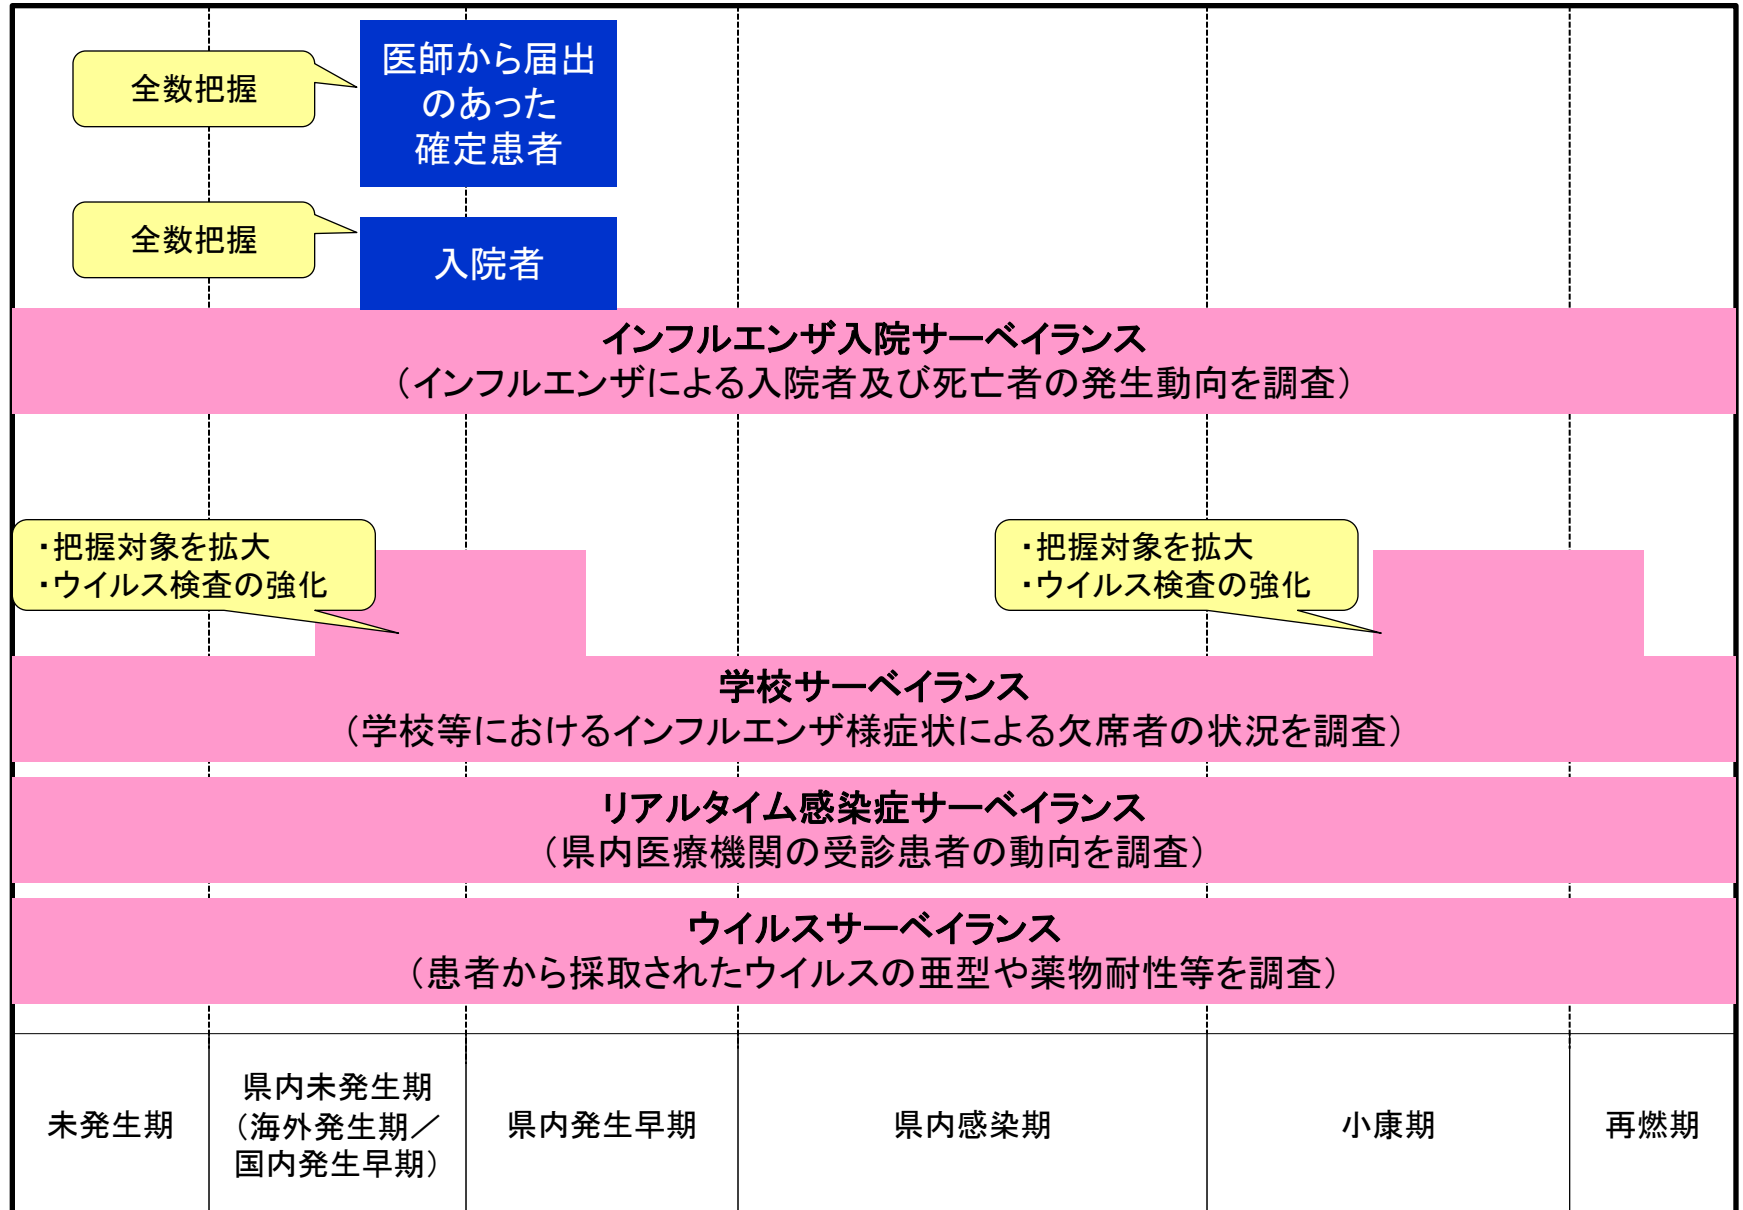 全数把握
医師から届出
のあった
確定患者
全数把握
入院者
インフルエンザ入院サーベイランス
（インフルエンザによる入院者及び死亡者の発生動向を調査）
・把握対象を拡大
・ウイルス検査の強化
・把握対象を拡大
・ウイルス検査の強化
学校サーベイランス
（学校等におけるインフルエンザ様症状による欠席者の状況を調査）
リアルタイム感染症サーベイランス
（県内医療機関の受診患者の動向を調査）
ウイルスサーベイランス
（患者から採取されたウイルスの亜型や薬物耐性等を調査）
未発生期
県内未発生期
（海外発生期／
国内発生早期）
県内発生早期
県内感染期
小康期
再燃期